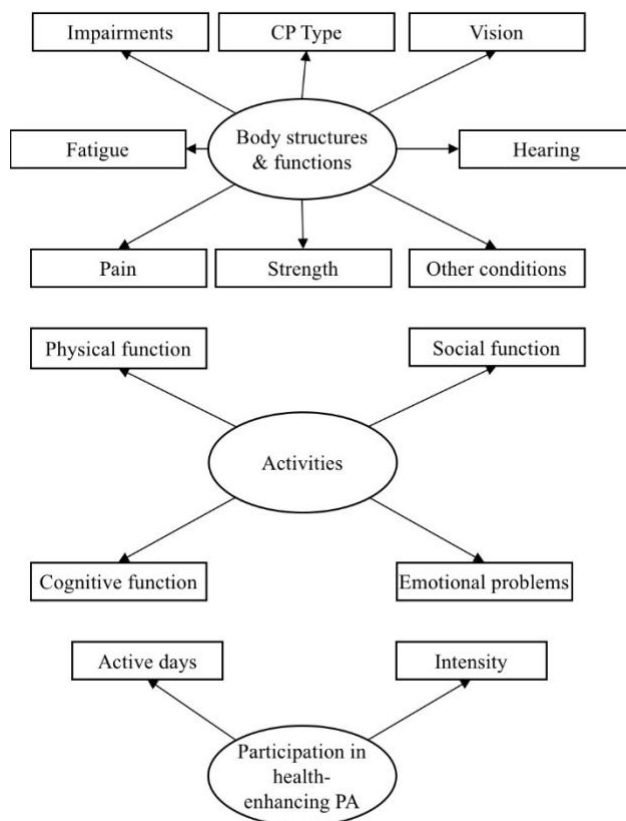 Impairments
CP Type
Vision
Body structures
& functions
Fatigue
Hearing
Pain
Strength
Other conditions
Physical function
Social function
Activities
Cognitive function
Emotional problems
Active days
Intensity
Participation in
health-
enhancing PA